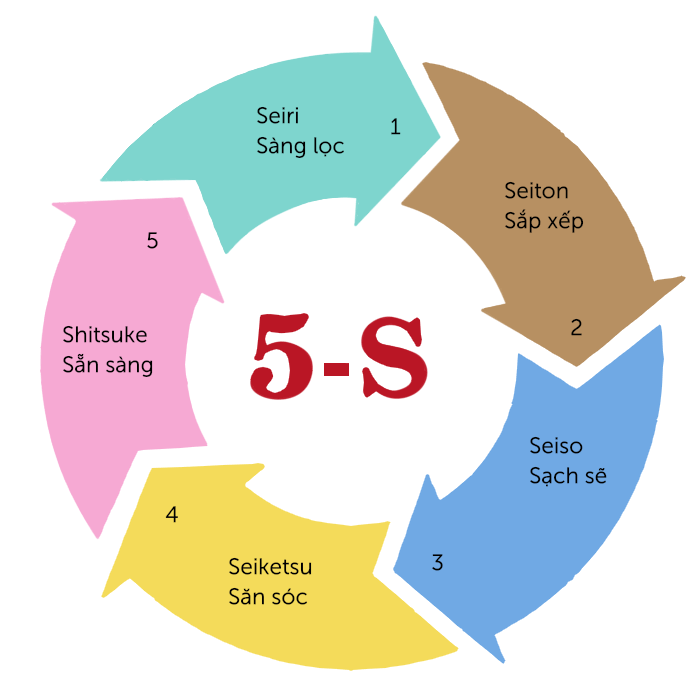 Seiri
Sàng lọc
1
Seiton
Sắp xếp
2
Seiso
Sạch sẽ
3
Seiketsu
Săn sóc
4
Shitsuke
Sẵn sàng
5
5-S